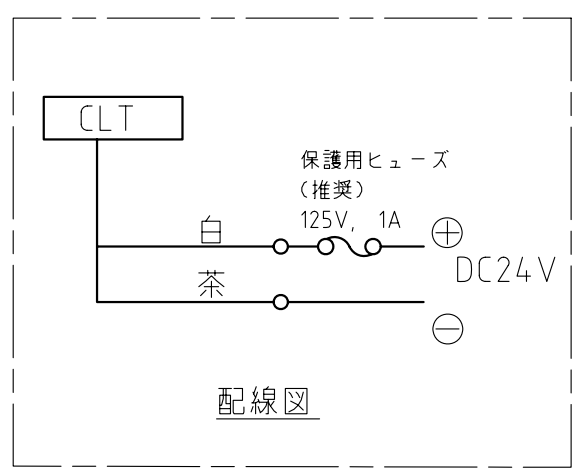 CLT
保護用ヒューズ
(推奨)
125V, 1A
白
⊕
DC24V
茶
⊖
配線図